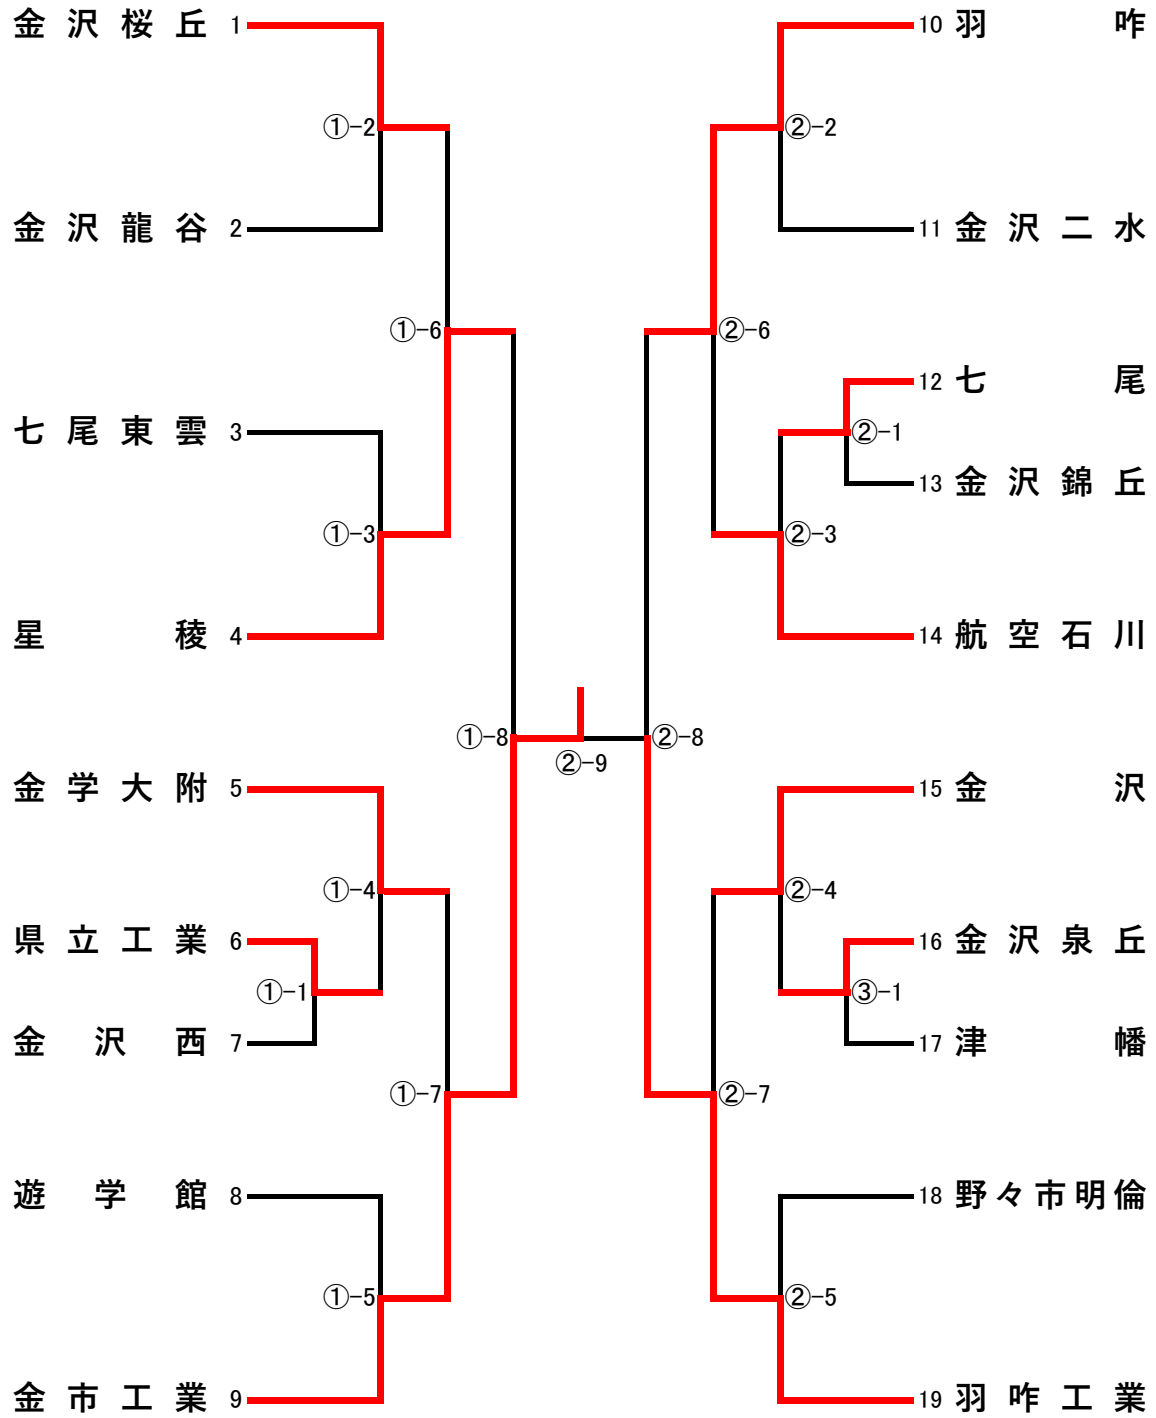 金沢桜丘 1
①-2
金沢龍谷 2
①-6
七尾東雲 3
①-3
星稜 4
①-8
金学大附 5
①-4
県立工業 6
①-1
金沢西 7
①-7
遊学館 8
①-5
金市工業 9
②-9
10 羽咋
②-2
11 金沢二水
②-6
12 七尾
②-1
13 金沢錦丘
②-3
14 航空石川
②-8
15 金沢
②-4
16 金沢泉丘
③-1
17 津幡
②-7
18 野々市明倫
②-5
19 羽咋工業